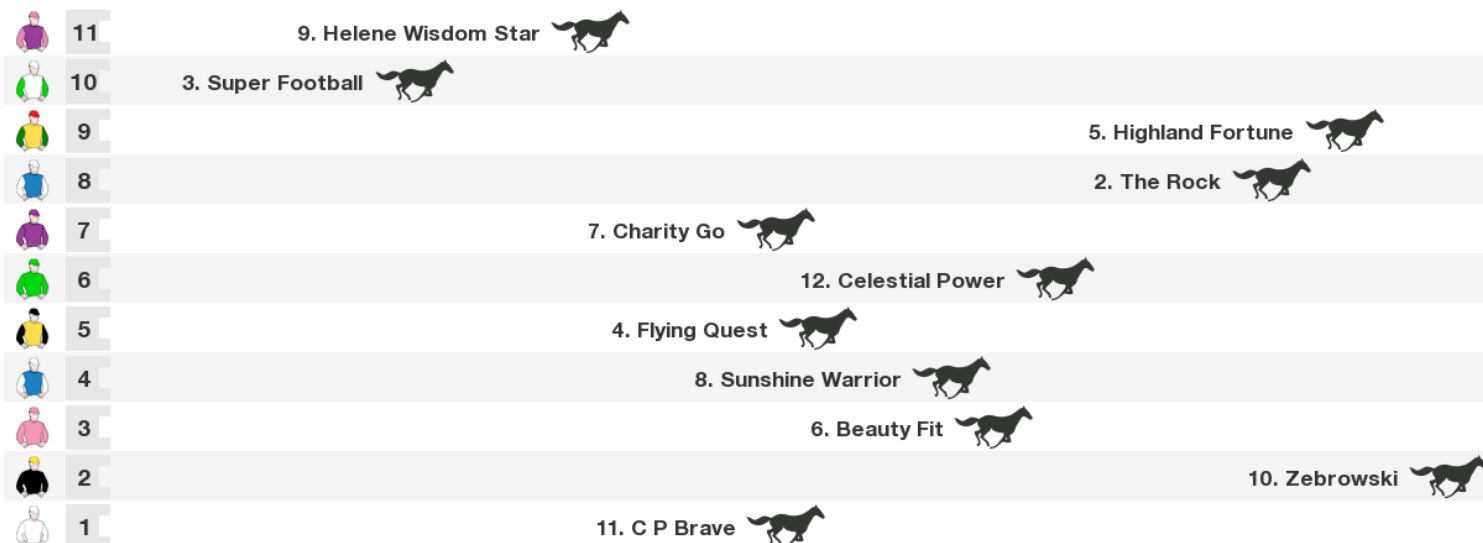 11 9. Helene Wisdom Star
10 3. Super Football
9 5. Highland Fortune
8 2. The Rock
7 7. Charity Go
6 12. Celestial Power
5 4. Flying Quest
4 8. Sunshine Warrior
3 6. Beauty Fit
2 10. Zebrowski
1 11. C P Brave